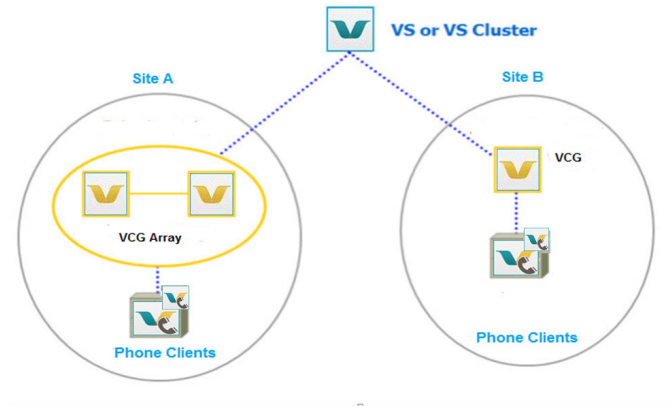 VS or VS Cluster
Site A
Site B
VCG
VCG Array
Phone Clients
Phone Clients